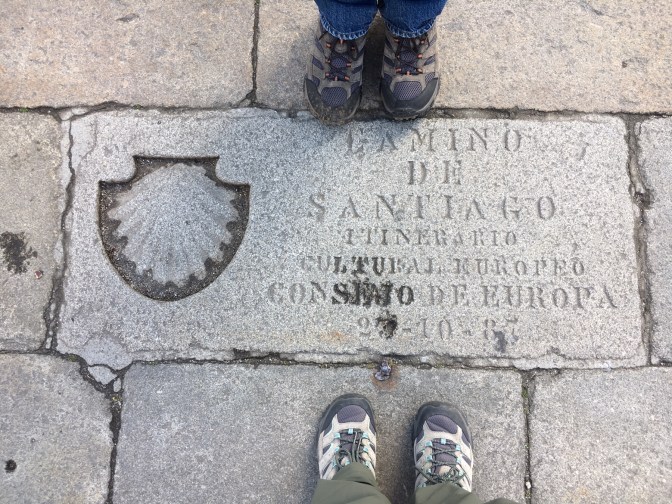 CAMINO
DE
SANTIAGO
ITINERARIO
CULTURAL EUROPEO
CONSEJO DE EUROPA
23-10-87